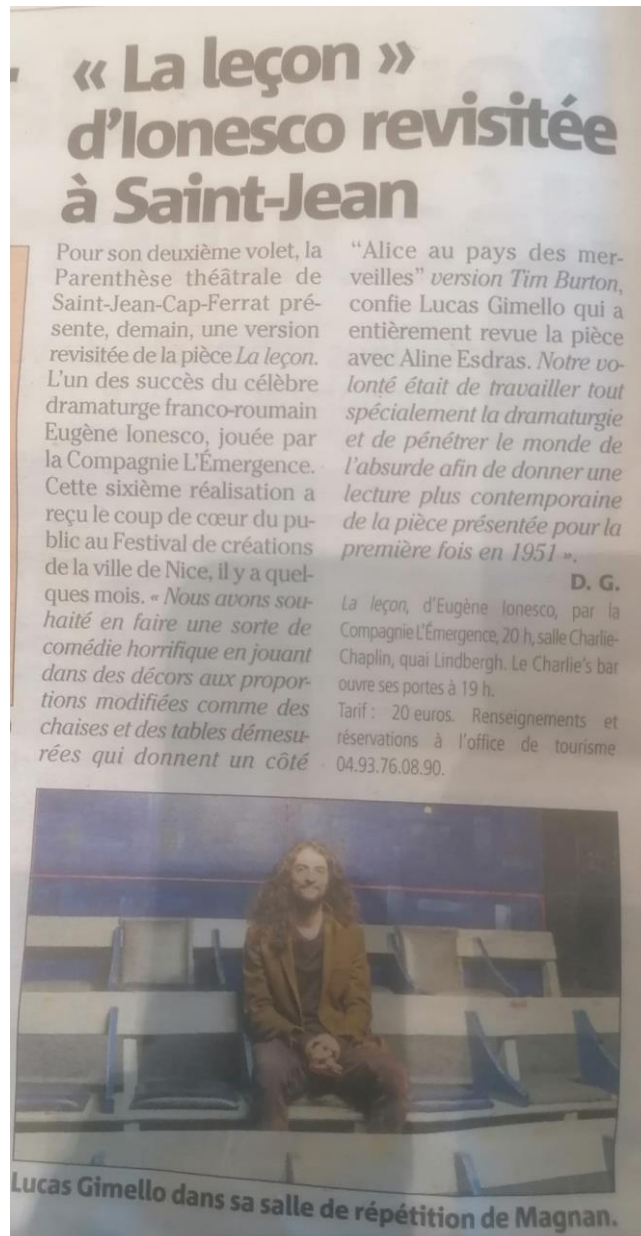 « La leçon »
d'Ionesco revisitée
à Saint-Jean
Pour son deuxième volet, la
Parenthèse théâtrale de
Saint-Jean-Cap-Ferrat pré-
sente, demain, une version
revisitée de la pièce La leçon.
L'un des succès du célèbre
dramaturge franco-roumain
Eugène Ionesco, jouée par
la Compagnie L'Émergence.
Cette sixième réalisation a
reçu le coup de cœur du pu-
blic au Festival de créations
de la ville de Nice, il y a quel-
ques mois. « Nous avons sou-
haité en faire une sorte de
comédie horrifique en jouant
dans des décors aux propor-
tions modifiées comme des
chaises et des tables démesu-
rées qui donnent un côté
"Alice au pays des mer-
veilles" version Tim Burton,
confie Lucas Gimello qui a
entièrement revue la pièce
avec Aline Esdras. Notre vo-
lonté était de travailler tout
spécialement la dramaturgie
et de pénétrer le monde de
l'absurde afin de donner une
lecture plus contemporaine
de la pièce présentée pour la
première fois en 1951 ».
D. G.
La leçon, d'Eugène Ionesco, par la
Compagnie L'Émergence, 20 h, salle Charlie-
Chaplin, quai Lindbergh. Le Charlie's bar
ouvre ses portes à 19 h.
Tarif : 20 euros. Renseignements et
réservations à l'office de tourisme
04.93.76.08.90.
Lucas Gimello dans sa salle de répétition de Magnan.